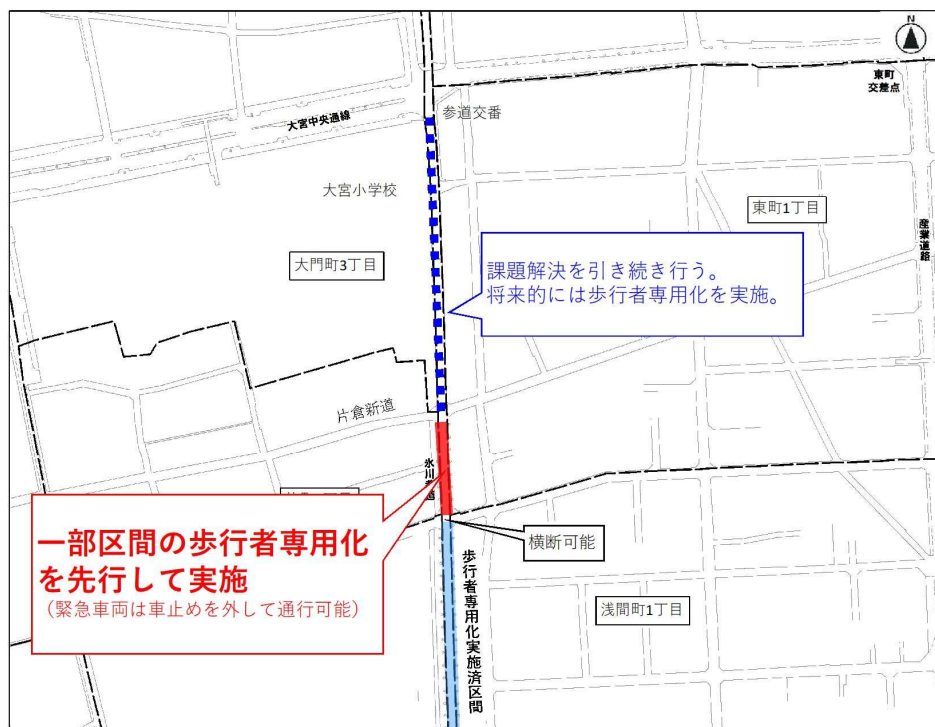 N
東町
交差点
参道交番
大宮中央通線
大宮小学校
東町1丁目
産業道路
大門町3丁目
課題解決を引き続き行う。
将来的には歩行者専用化を実施。
片倉新道
氷川参道
一部区間の歩行者専用化
を先行して実施
（緊急車両は車止めを外して通行可能）
横断可能
歩行者専用化実施済区間
浅間町1丁目